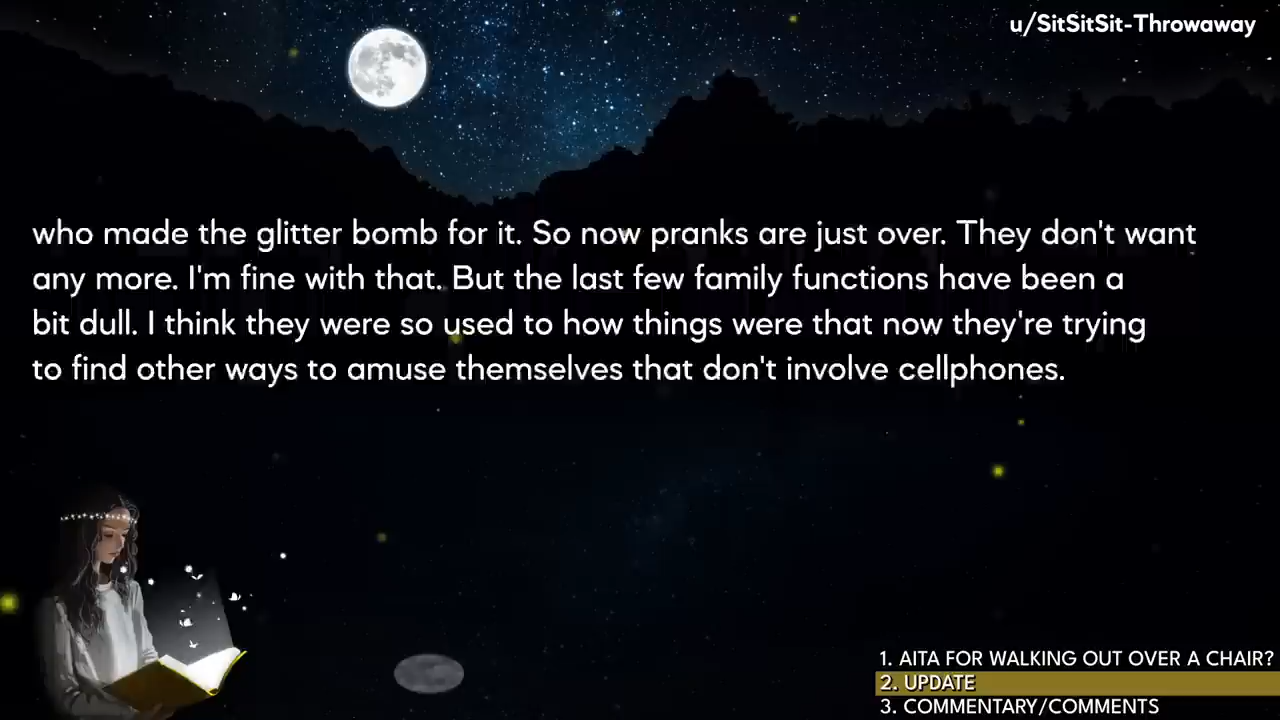 u/SitSitSit-Throwaway
who made the glitter bomb for it. So now pranks are just over. They don't want
any more. I'm fine with that. But the last few family functions have been a
bit dull. I think they were so used to how things were that now they're trying
to find other ways to amuse themselves that don't involve cellphones.
1. AITA FOR WALKING OUT OVER A CHAIR?
2. UPDATE
3. COMMENTARY/COMMENTS